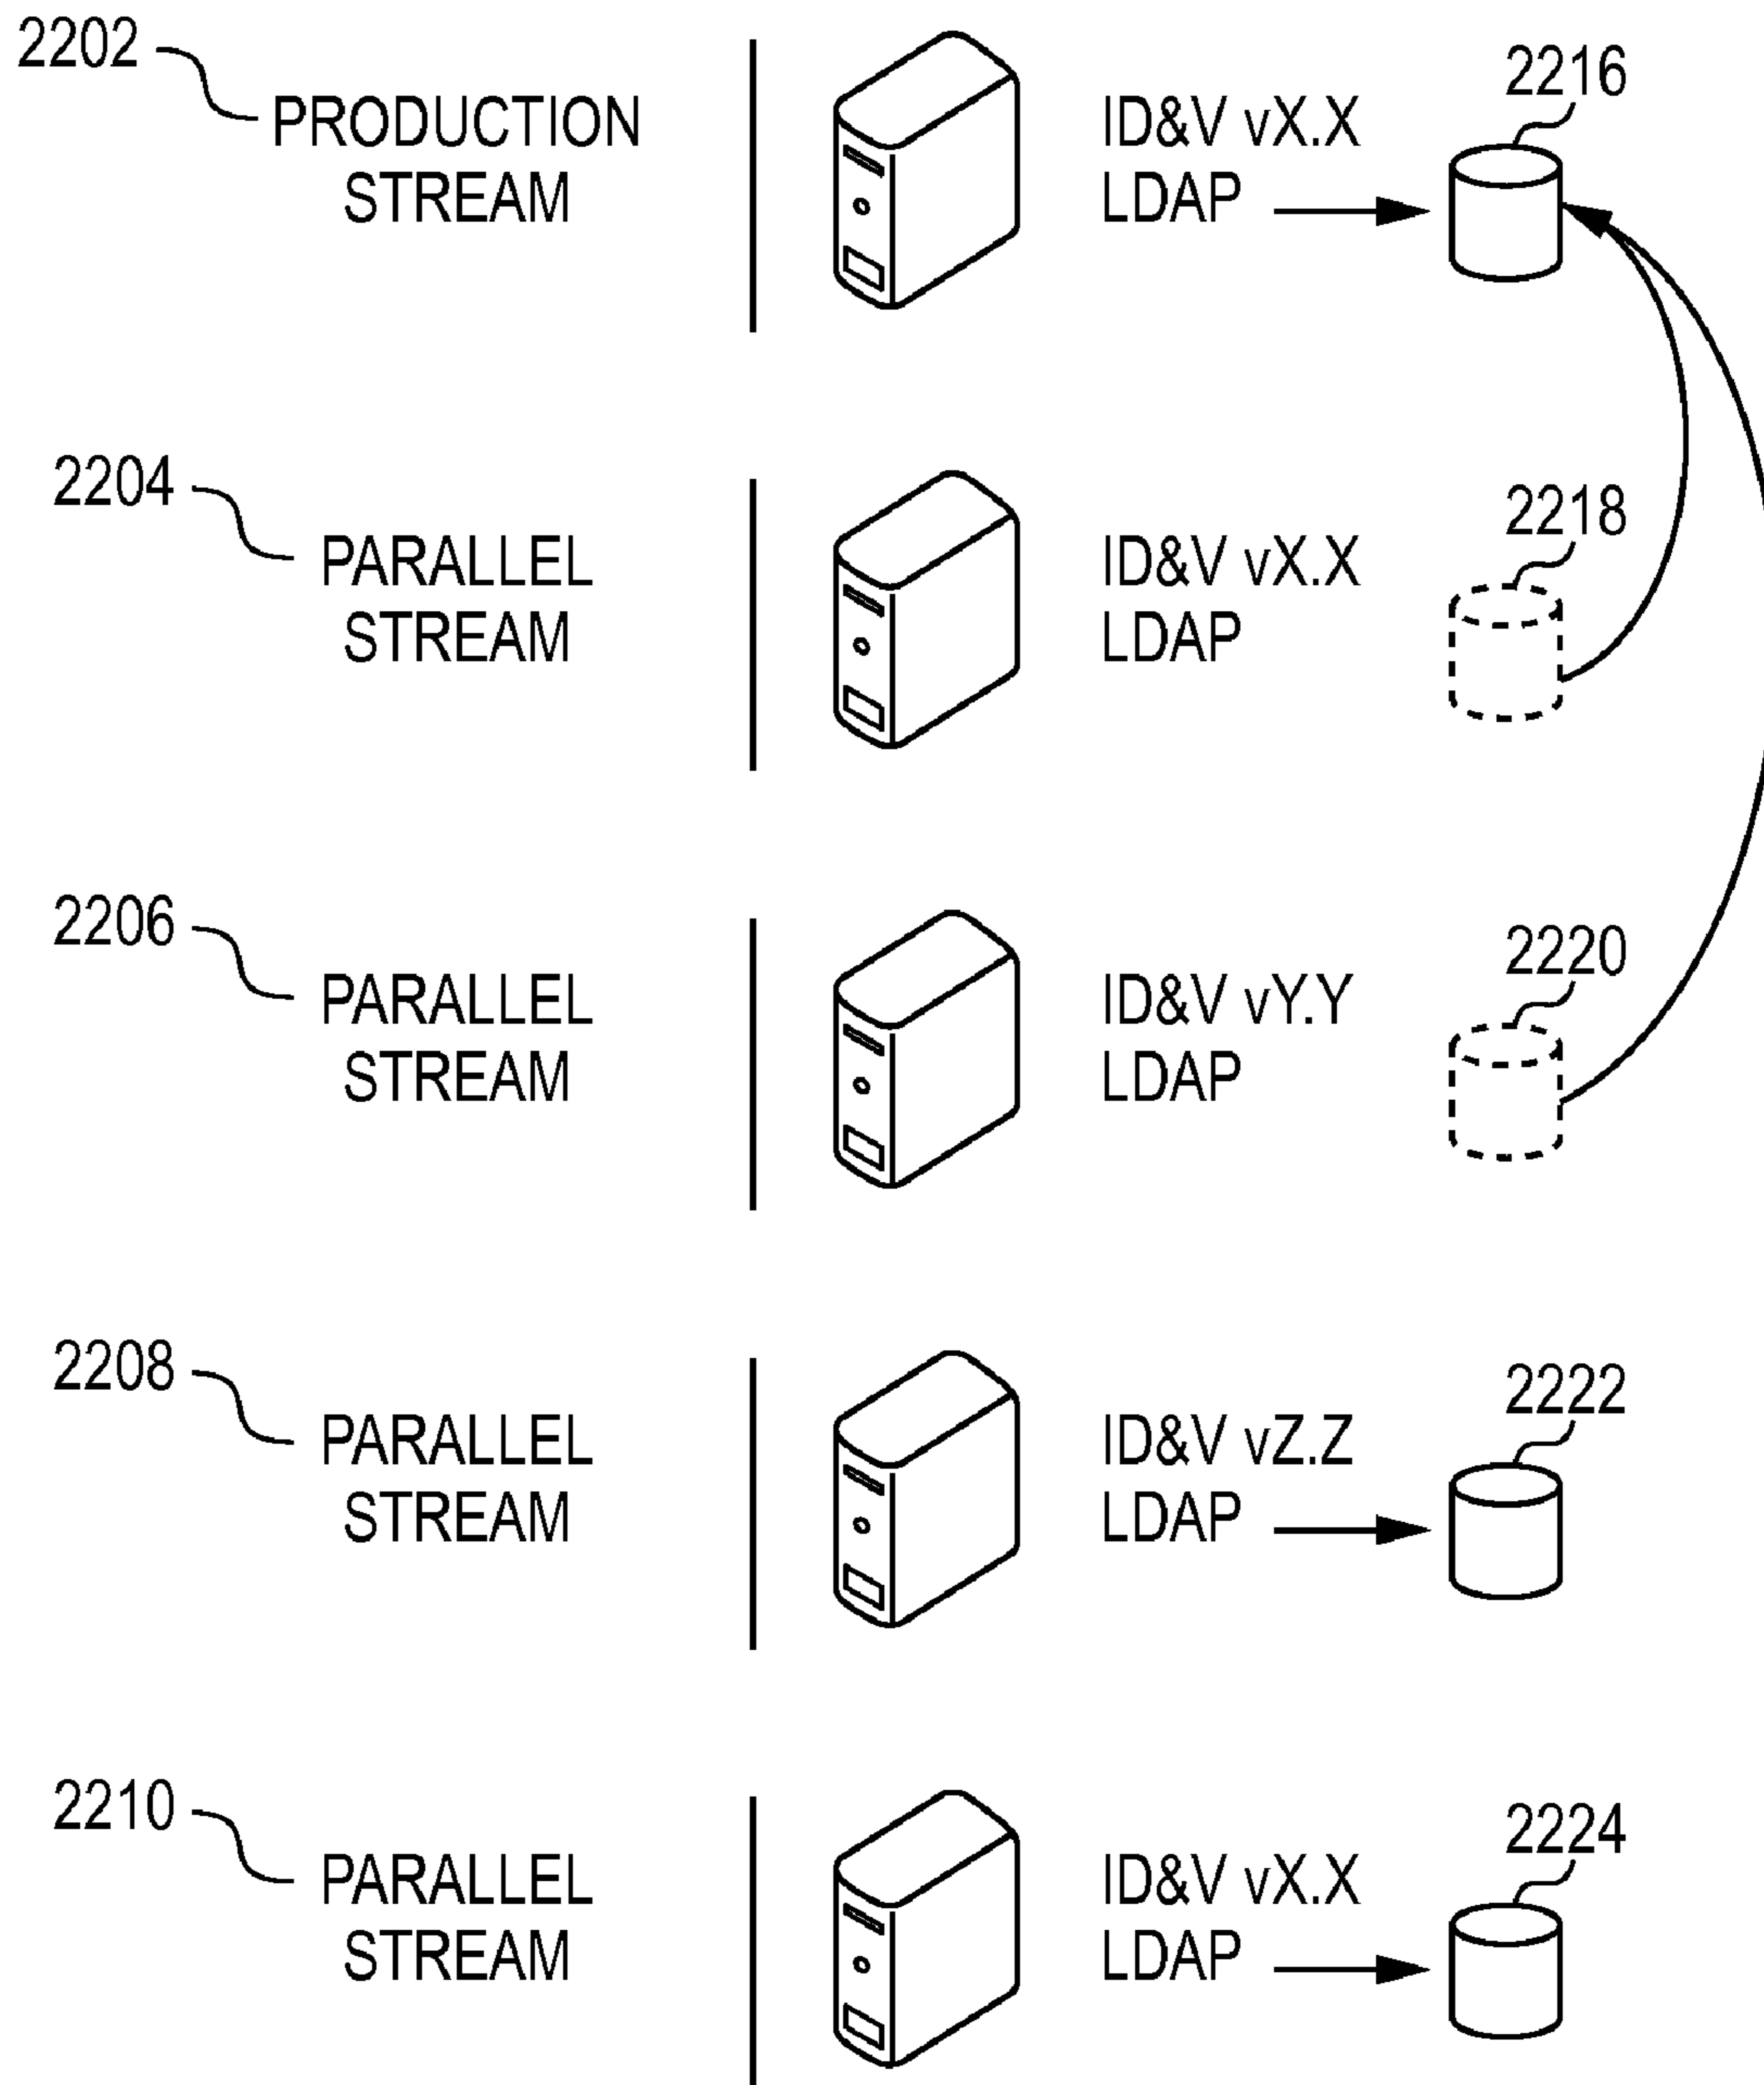 2202
PRODUCTION
STREAM
ID&V vX.X
LDAP
2216
2204
PARALLEL
STREAM
ID&V vX.X
LDAP
2218
2206
PARALLEL
STREAM
ID&V vY.Y
LDAP
2220
2208
PARALLEL
STREAM
ID&V vZ.Z
LDAP
2222
2210
PARALLEL
STREAM
ID&V vX.X
LDAP
2224